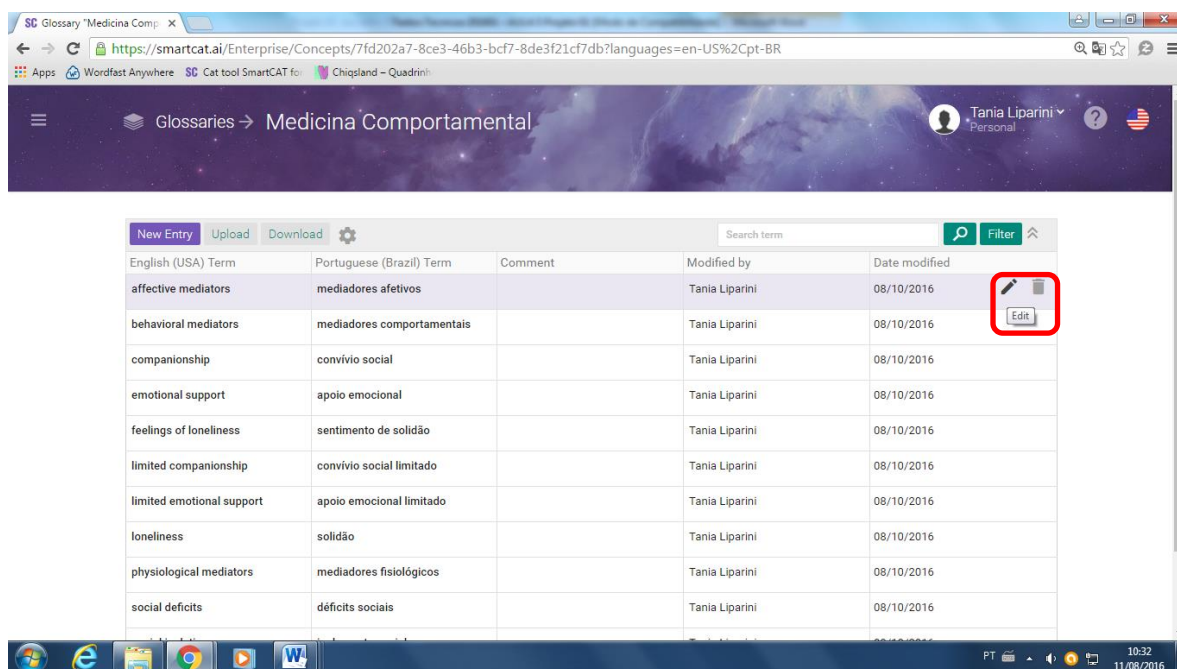 SC Glossary "Medicina Comp
https://smartcat.ai/Enterprise/Concepts/7fd202a7-8ce3-46b3-bcf7-8de3f21cf7db?languages=en-US%2Cpt-BR
Apps Wordfast Anywhere SC Cat tool SmartCAT fo Chiqsland – Quadrinh
Glossaries → Medicina Comportamental
Tania Liparini
Personal
?
New Entry Upload Download Search term Filter
English (USA) Term Portuguese (Brazil) Term Comment Modified by Date modified
affective mediators mediadores afetivos Tania Liparini 08/10/2016
Edit
behavioral mediators mediadores comportamentais Tania Liparini 08/10/2016
companionship convívio social Tania Liparini 08/10/2016
emotional support apoio emocional Tania Liparini 08/10/2016
feelings of loneliness sentimento de solidão Tania Liparini 08/10/2016
limited companionship convívio social limitado Tania Liparini 08/10/2016
limited emotional support apoio emocional limitado Tania Liparini 08/10/2016
loneliness solidão Tania Liparini 08/10/2016
physiological mediators mediadores fisiológicos Tania Liparini 08/10/2016
social deficits déficits sociais Tania Liparini 08/10/2016
PT 10:32
11/08/2016